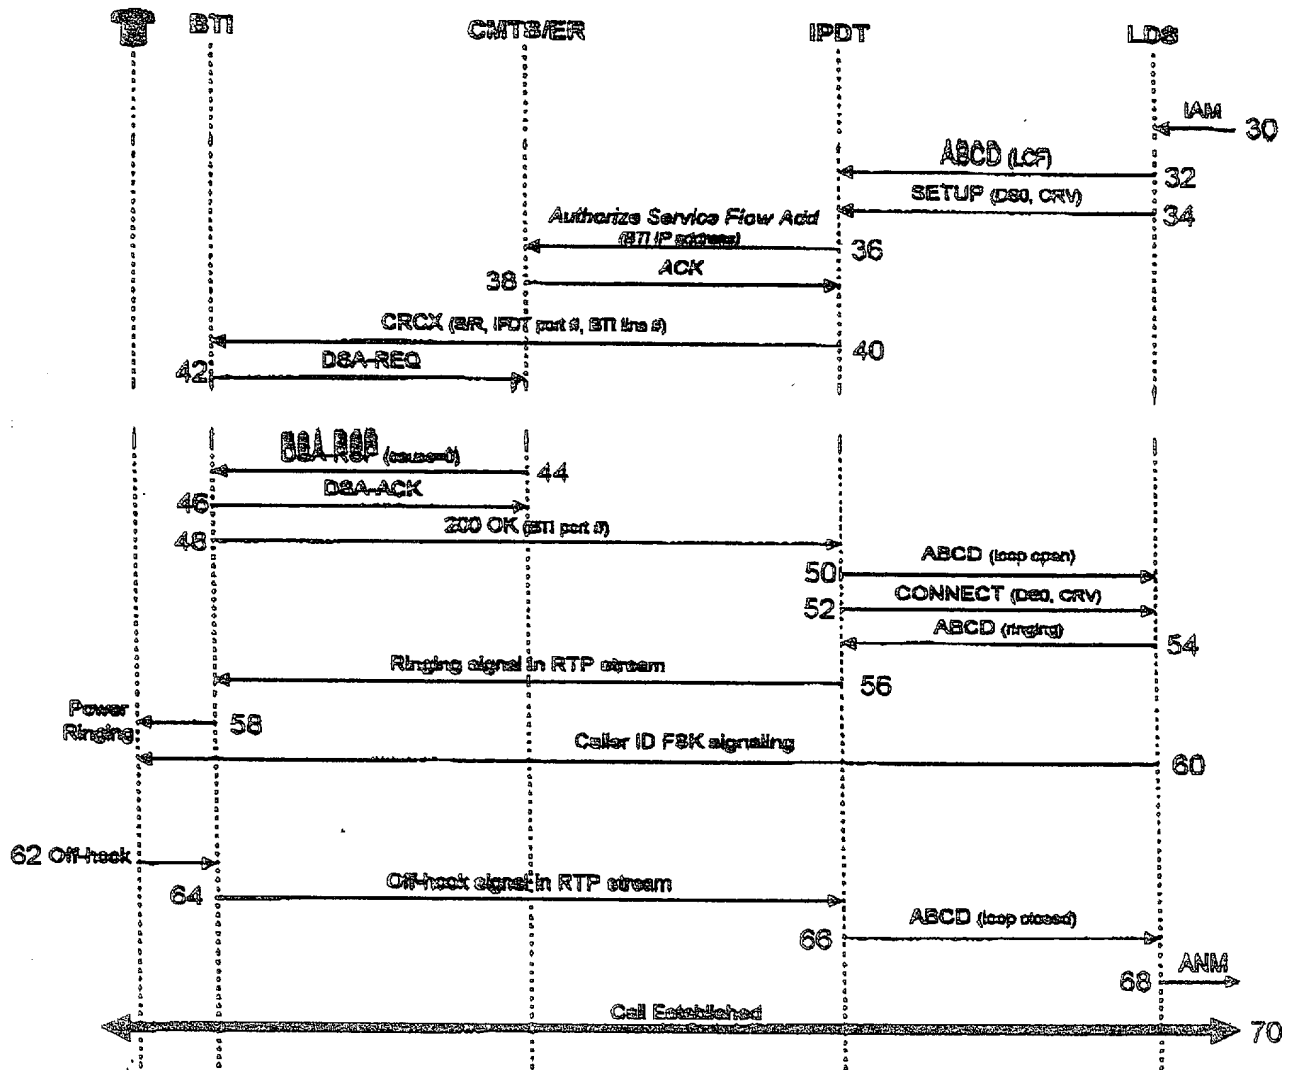 BTI CMTS/ER IPDT LDS
IAM 30
ABCD (LCF) 32
SETUP (DS0, CRV) 34
Authorize Service Flow Add
(BTI IP address) 36
38 ACK
CRCX (E/R, IPDT port #, BTI line #) 40
42 DSA-REQ
DSA-RSP (cause=0) 44
46 DSA-ACK
48 200 OK (BTI port #)
50 ABCD (loop open)
52 CONNECT (DS0, CRV)
ABCD (ringing) 54
Ringing signal in RTP stream 56
Power
Ringing 58
Caller ID FSK signaling 60
62 Off-hook
64 Off-hook signal in RTP stream
66 ABCD (loop closed)
68 ANM
Call Established 70